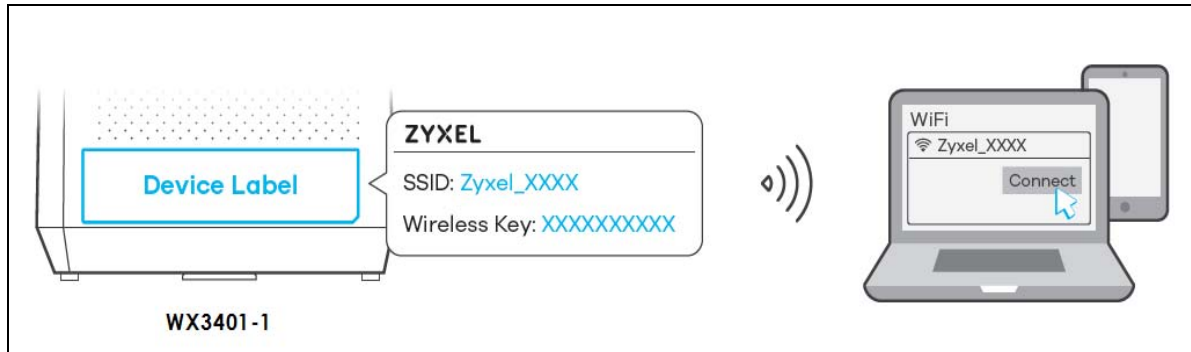 Device Label
ZYXEL
SSID: Zyxel_XXXX
Wireless Key: XXXXXXXXXX
WX3401-1
WiFi
Zyxel_XXXX
Connect